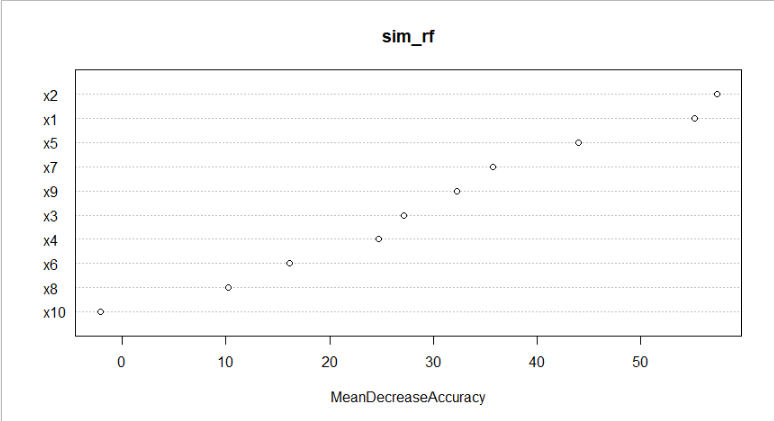 sim_rf
x2
x1
x5
x7
x9
x3
x4
x6
x8
x10
0 10 20 30 40 50
MeanDecreaseAccuracy